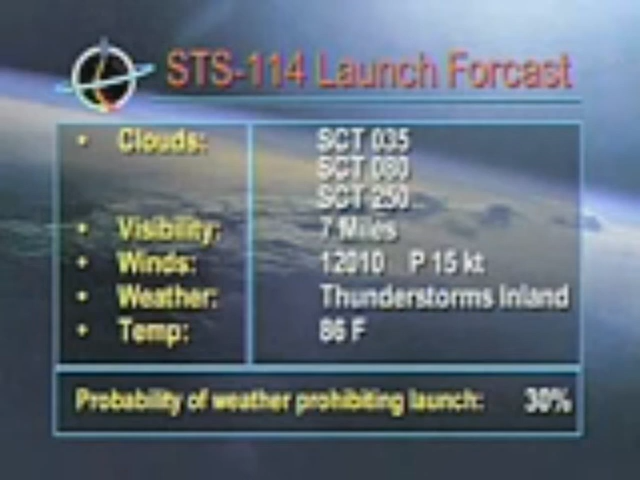 STS-114 Launch Forcast
• Clouds: SCT 035
SCT 080
SCT 250
• Visibility: 7 Miles
• Winds: 12010 P 15 kt
• Weather: Thunderstorms Inland
• Temp: 86 F
Probability of weather prohibiting launch: 30%